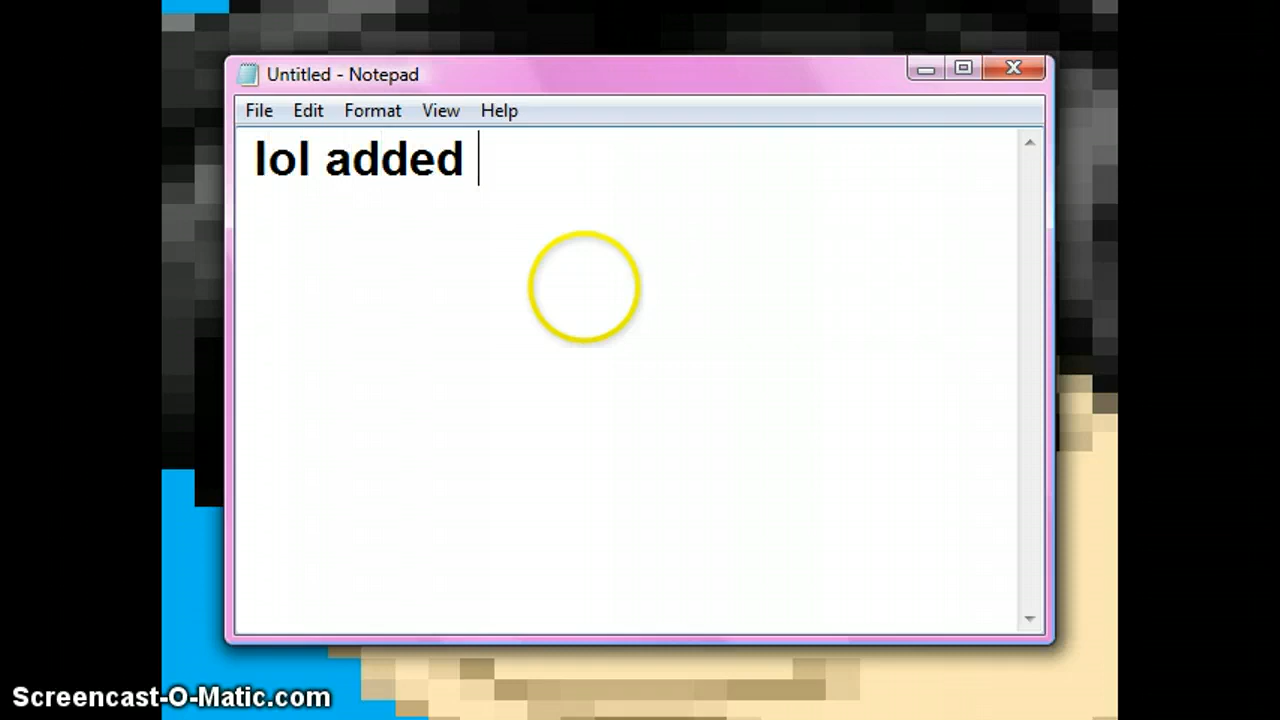 Untitled - Notepad
File Edit Format View Help
lol added
Screencast-O-Matic.com